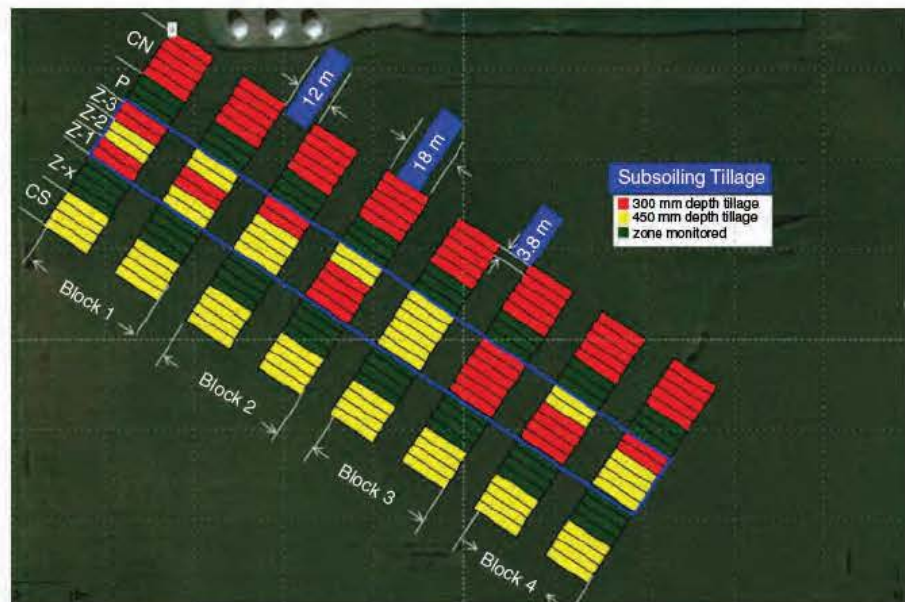 CN
P
Z-3
Z-2
Z-1
Z-x
CS
12 m
18 m
3.8 m
Subsoiling Tillage
300 mm depth tillage
450 mm depth tillage
zone monitored
Block 1
Block 2
Block 3
Block 4